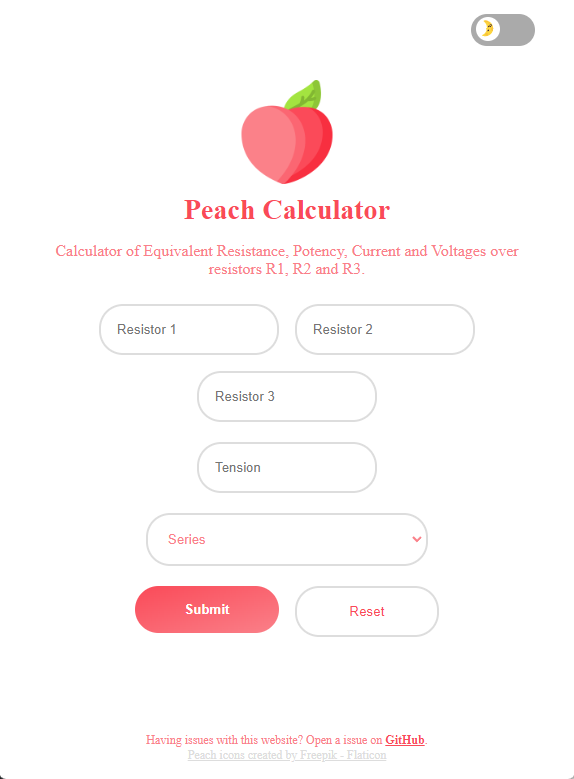 Peach Calculator
Calculator of Equivalent Resistance, Potency, Current and Voltages over
resistors R1, R2 and R3.
Resistor 1
Resistor 2
Resistor 3
Tension
Series
Submit
Reset
Having issues with this website? Open a issue on GitHub.
Peach icons created by Freepik - Flaticon